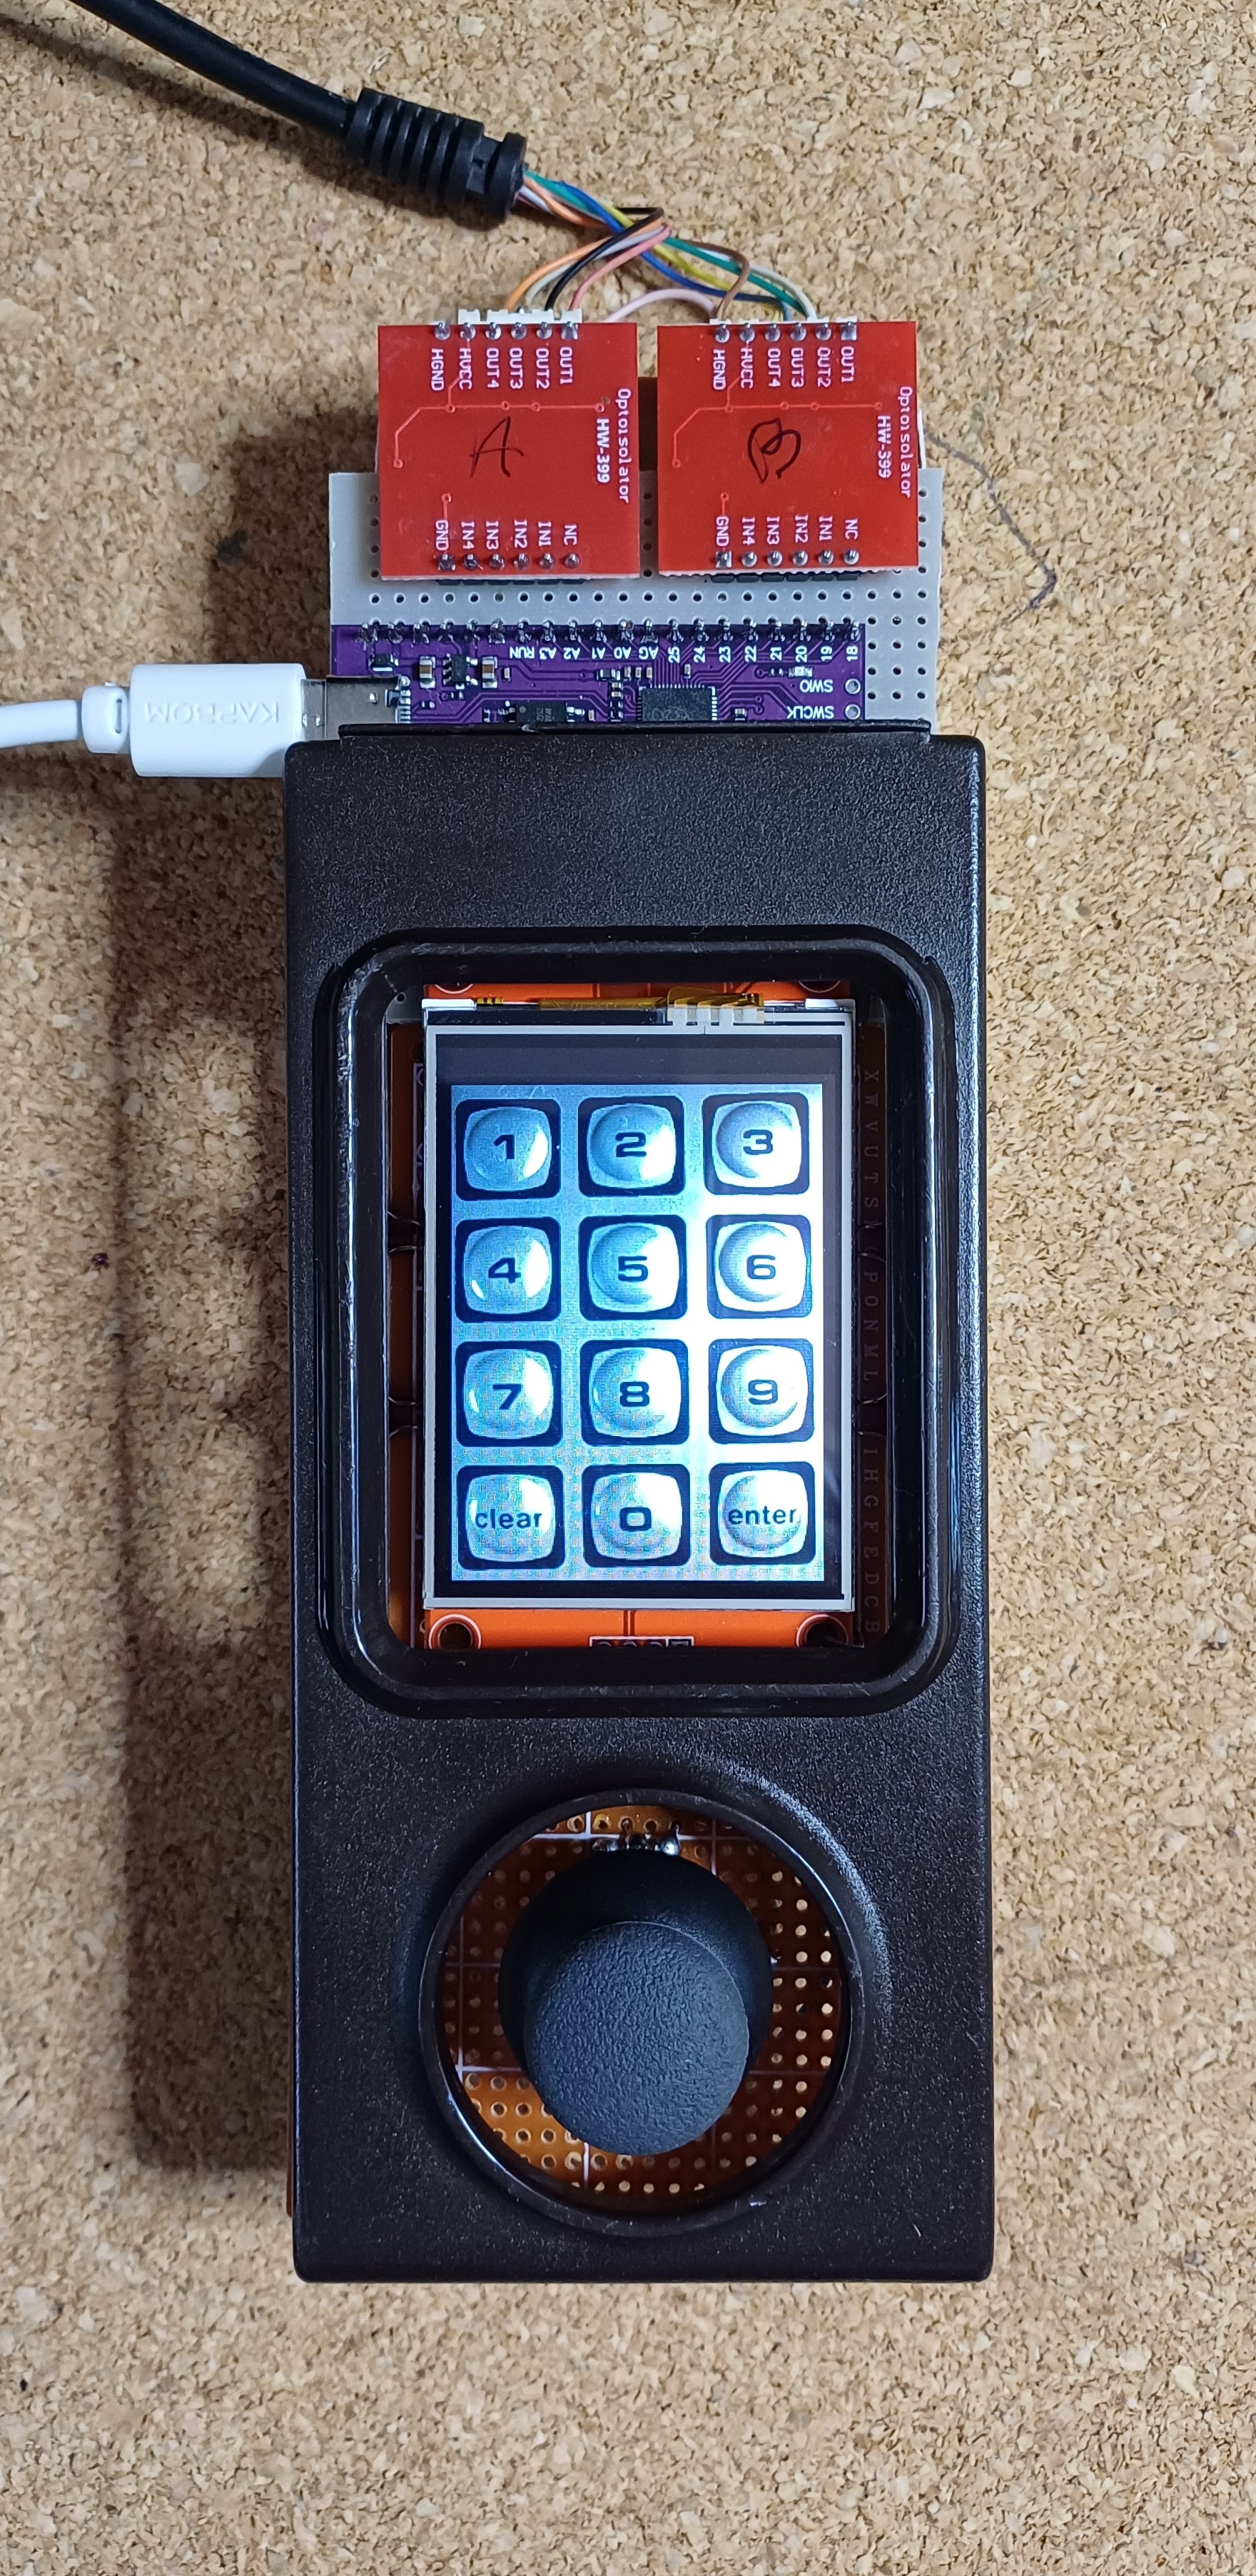 HGND HVCC OUT4 OUT3 OUT2 OUT1
Optoisolator
HW-399
A
GND IN4 IN3 IN2 IN1 NC
HGND HVCC OUT4 OUT3 OUT2 OUT1
Optoisolator
HW-399
B
GND IN4 IN3 IN2 IN1 NC
RUN A3 A2 A1 A0 AG 25 24 23 22 21 20 19 18
SWIO
SWCLK
KAPBOM
1 2 3
4 5 6
7 8 9
clear 0 enter
X W V U T S
P O N M L
I H G F E D C B